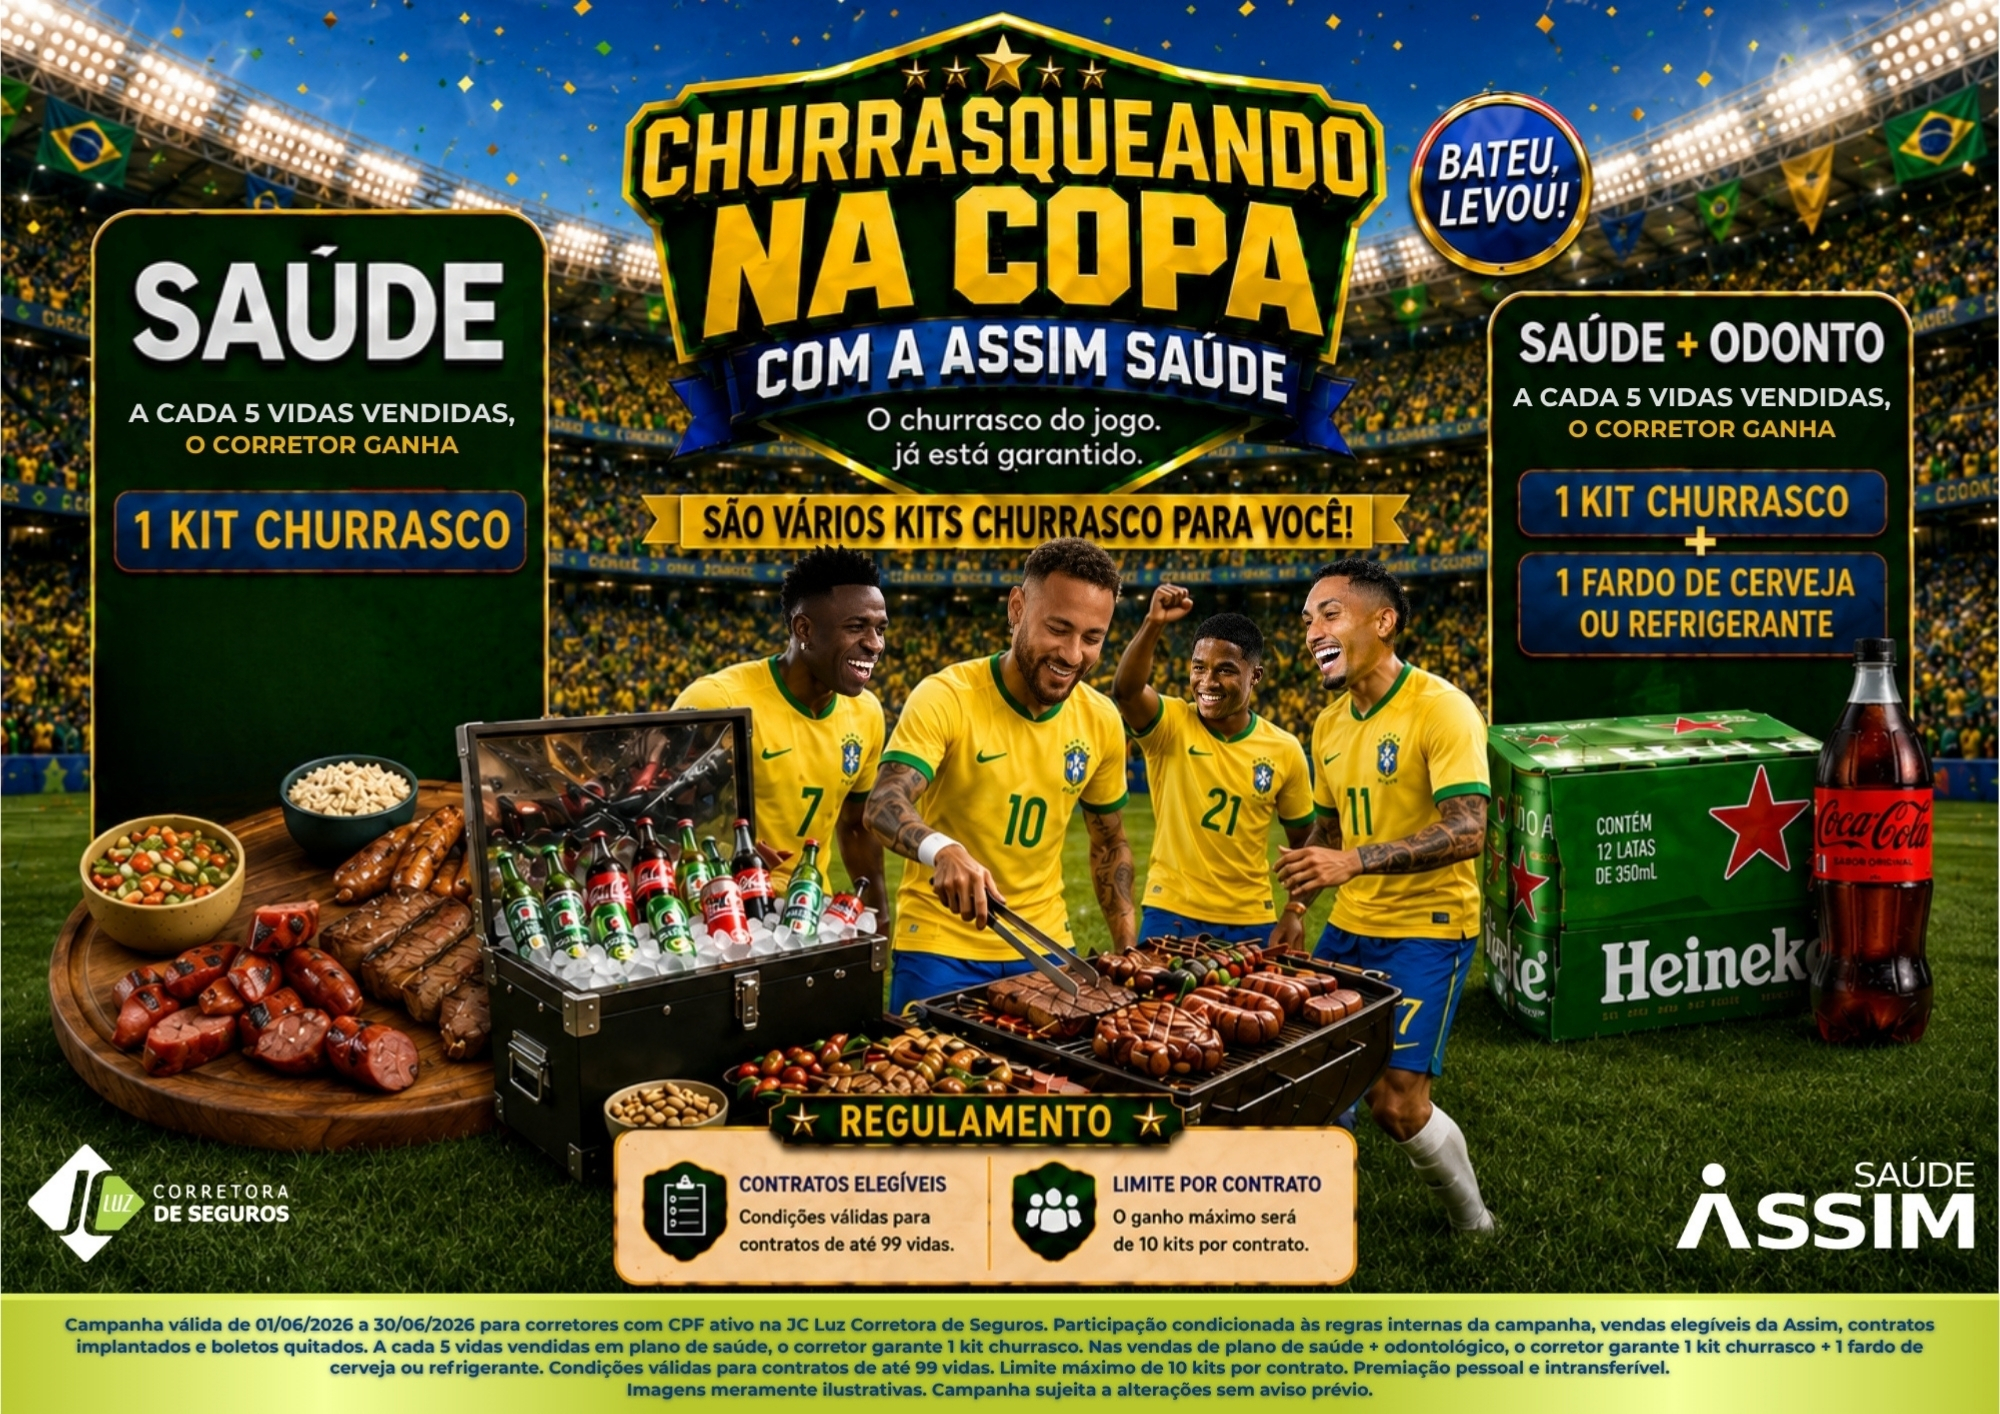 CHURRASQUEANDO
NA COPA
COM A ASSIM SAÚDE
O churrasco do jogo.
já está garantido.
SÃO VÁRIOS KITS CHURRASCO PARA VOCÊ!
BATEU,
LEVOU!
SAÚDE
A CADA 5 VIDAS VENDIDAS,
O CORRETOR GANHA
1 KIT CHURRASCO
SAÚDE + ODONTO
A CADA 5 VIDAS VENDIDAS,
O CORRETOR GANHA
1 KIT CHURRASCO
+
1 FARDO DE CERVEJA
OU REFRIGERANTE
7
10
21
11
7
CONTÉM
12 LATAS
DE 350mL
Heineke
Coca-Cola
SABOR ORIGINAL
REGULAMENTO
CONTRATOS ELEGÍVEIS
Condições válidas para
contratos de até 99 vidas.
LIMITE POR CONTRATO
O ganho máximo será
de 10 kits por contrato.
LUZ
CORRETORA
DE SEGUROS
SAÚDE
ASSIM
Campanha válida de 01/06/2026 a 30/06/2026 para corretores com CPF ativo na JC Luz Corretora de Seguros. Participação condicionada às regras internas da campanha, vendas elegíveis da Assim, contratos
implantados e boletos quitados. A cada 5 vidas vendidas em plano de saúde, o corretor garante 1 kit churrasco. Nas vendas de plano de saúde + odontológico, o corretor garante 1 kit churrasco + 1 fardo de
cerveja ou refrigerante. Condições válidas para contratos de até 99 vidas. Limite máximo de 10 kits por contrato. Premiação pessoal e intransferível.
Imagens meramente ilustrativas. Campanha sujeita a alterações sem aviso prévio.